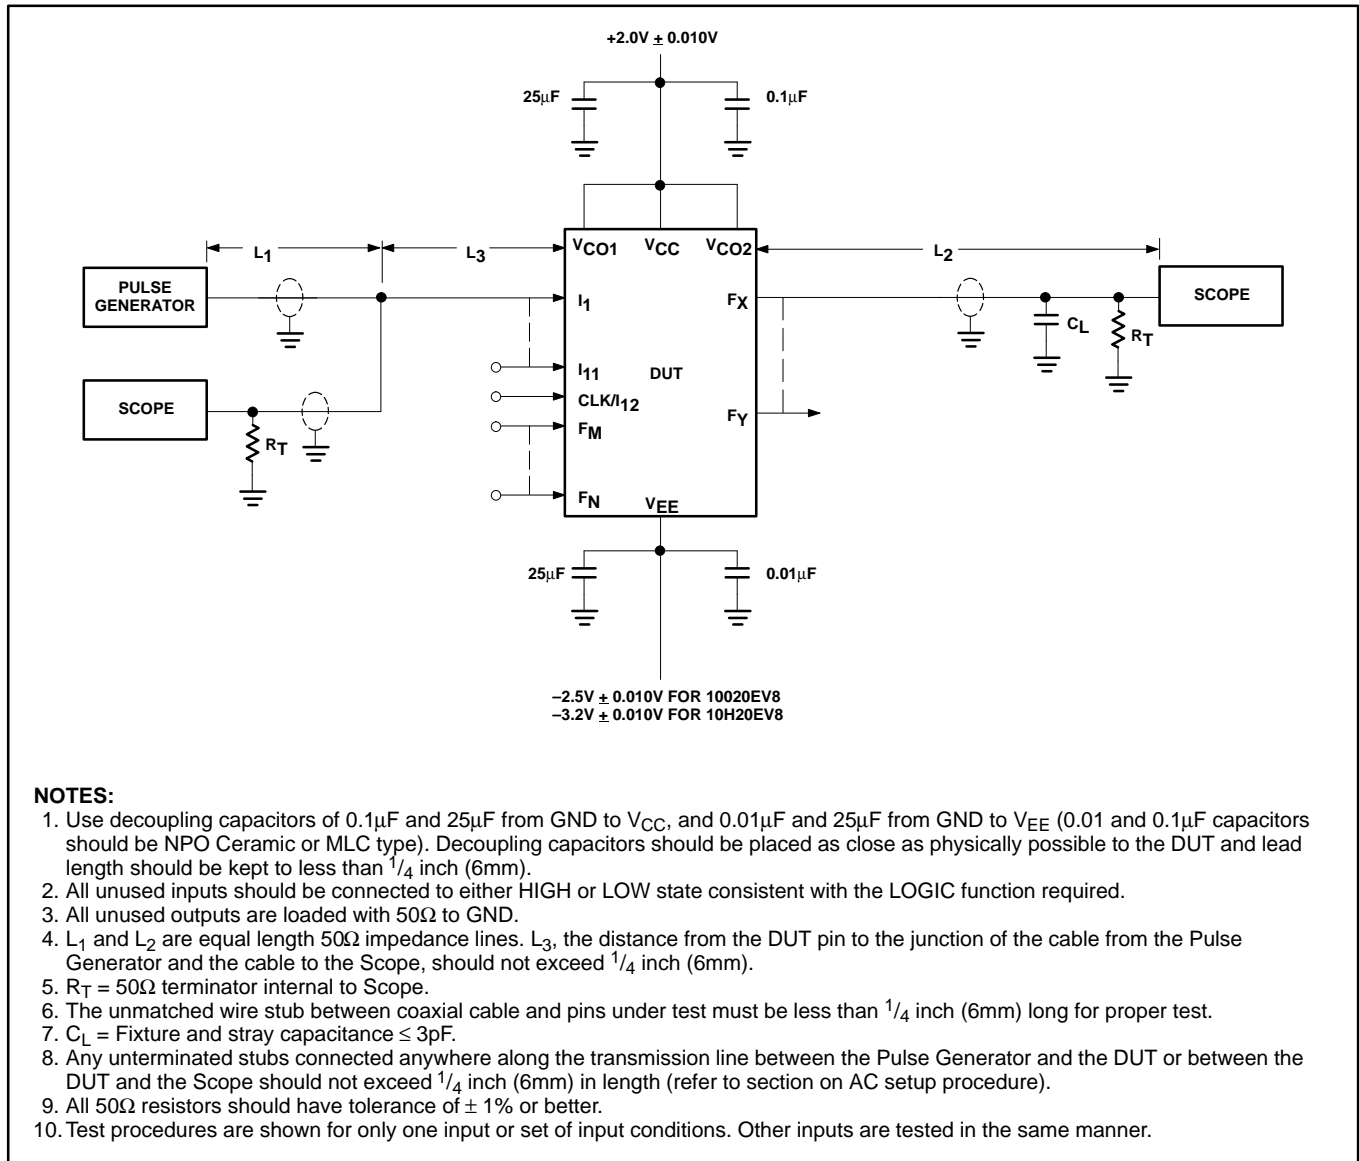 +2.0V ± 0.010V
25μF
0.1μF
L1
L3
VCO1
VCC
VCO2
L2
PULSE
GENERATOR
I1
FX
SCOPE
CL
RT
I11
DUT
SCOPE
CLK/I12
FY
RT
FM
FN
VEE
25μF
0.01μF
–2.5V ± 0.010V FOR 10020EV8
–3.2V ± 0.010V FOR 10H20EV8
NOTES:
1. Use decoupling capacitors of 0.1μF and 25μF from GND to VCC, and 0.01μF and 25μF from GND to VEE (0.01 and 0.1μF capacitors
should be NPO Ceramic or MLC type). Decoupling capacitors should be placed as close as physically possible to the DUT and lead
length should be kept to less than 1/4 inch (6mm).
2. All unused inputs should be connected to either HIGH or LOW state consistent with the LOGIC function required.
3. All unused outputs are loaded with 50Ω to GND.
4. L1 and L2 are equal length 50Ω impedance lines. L3, the distance from the DUT pin to the junction of the cable from the Pulse
Generator and the cable to the Scope, should not exceed 1/4 inch (6mm).
5. RT = 50Ω terminator internal to Scope.
6. The unmatched wire stub between coaxial cable and pins under test must be less than 1/4 inch (6mm) long for proper test.
7. CL = Fixture and stray capacitance ≤ 3pF.
8. Any unterminated stubs connected anywhere along the transmission line between the Pulse Generator and the DUT or between the
DUT and the Scope should not exceed 1/4 inch (6mm) in length (refer to section on AC setup procedure).
9. All 50Ω resistors should have tolerance of ± 1% or better.
10. Test procedures are shown for only one input or set of input conditions. Other inputs are tested in the same manner.